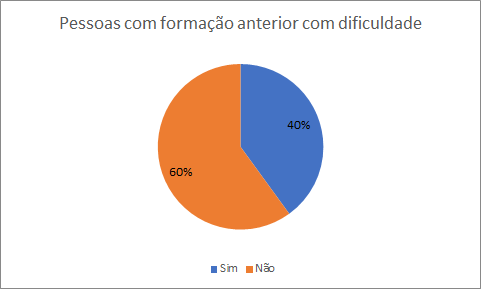 Pessoas com formação anterior com dificuldade
40%
60%
Sim Não